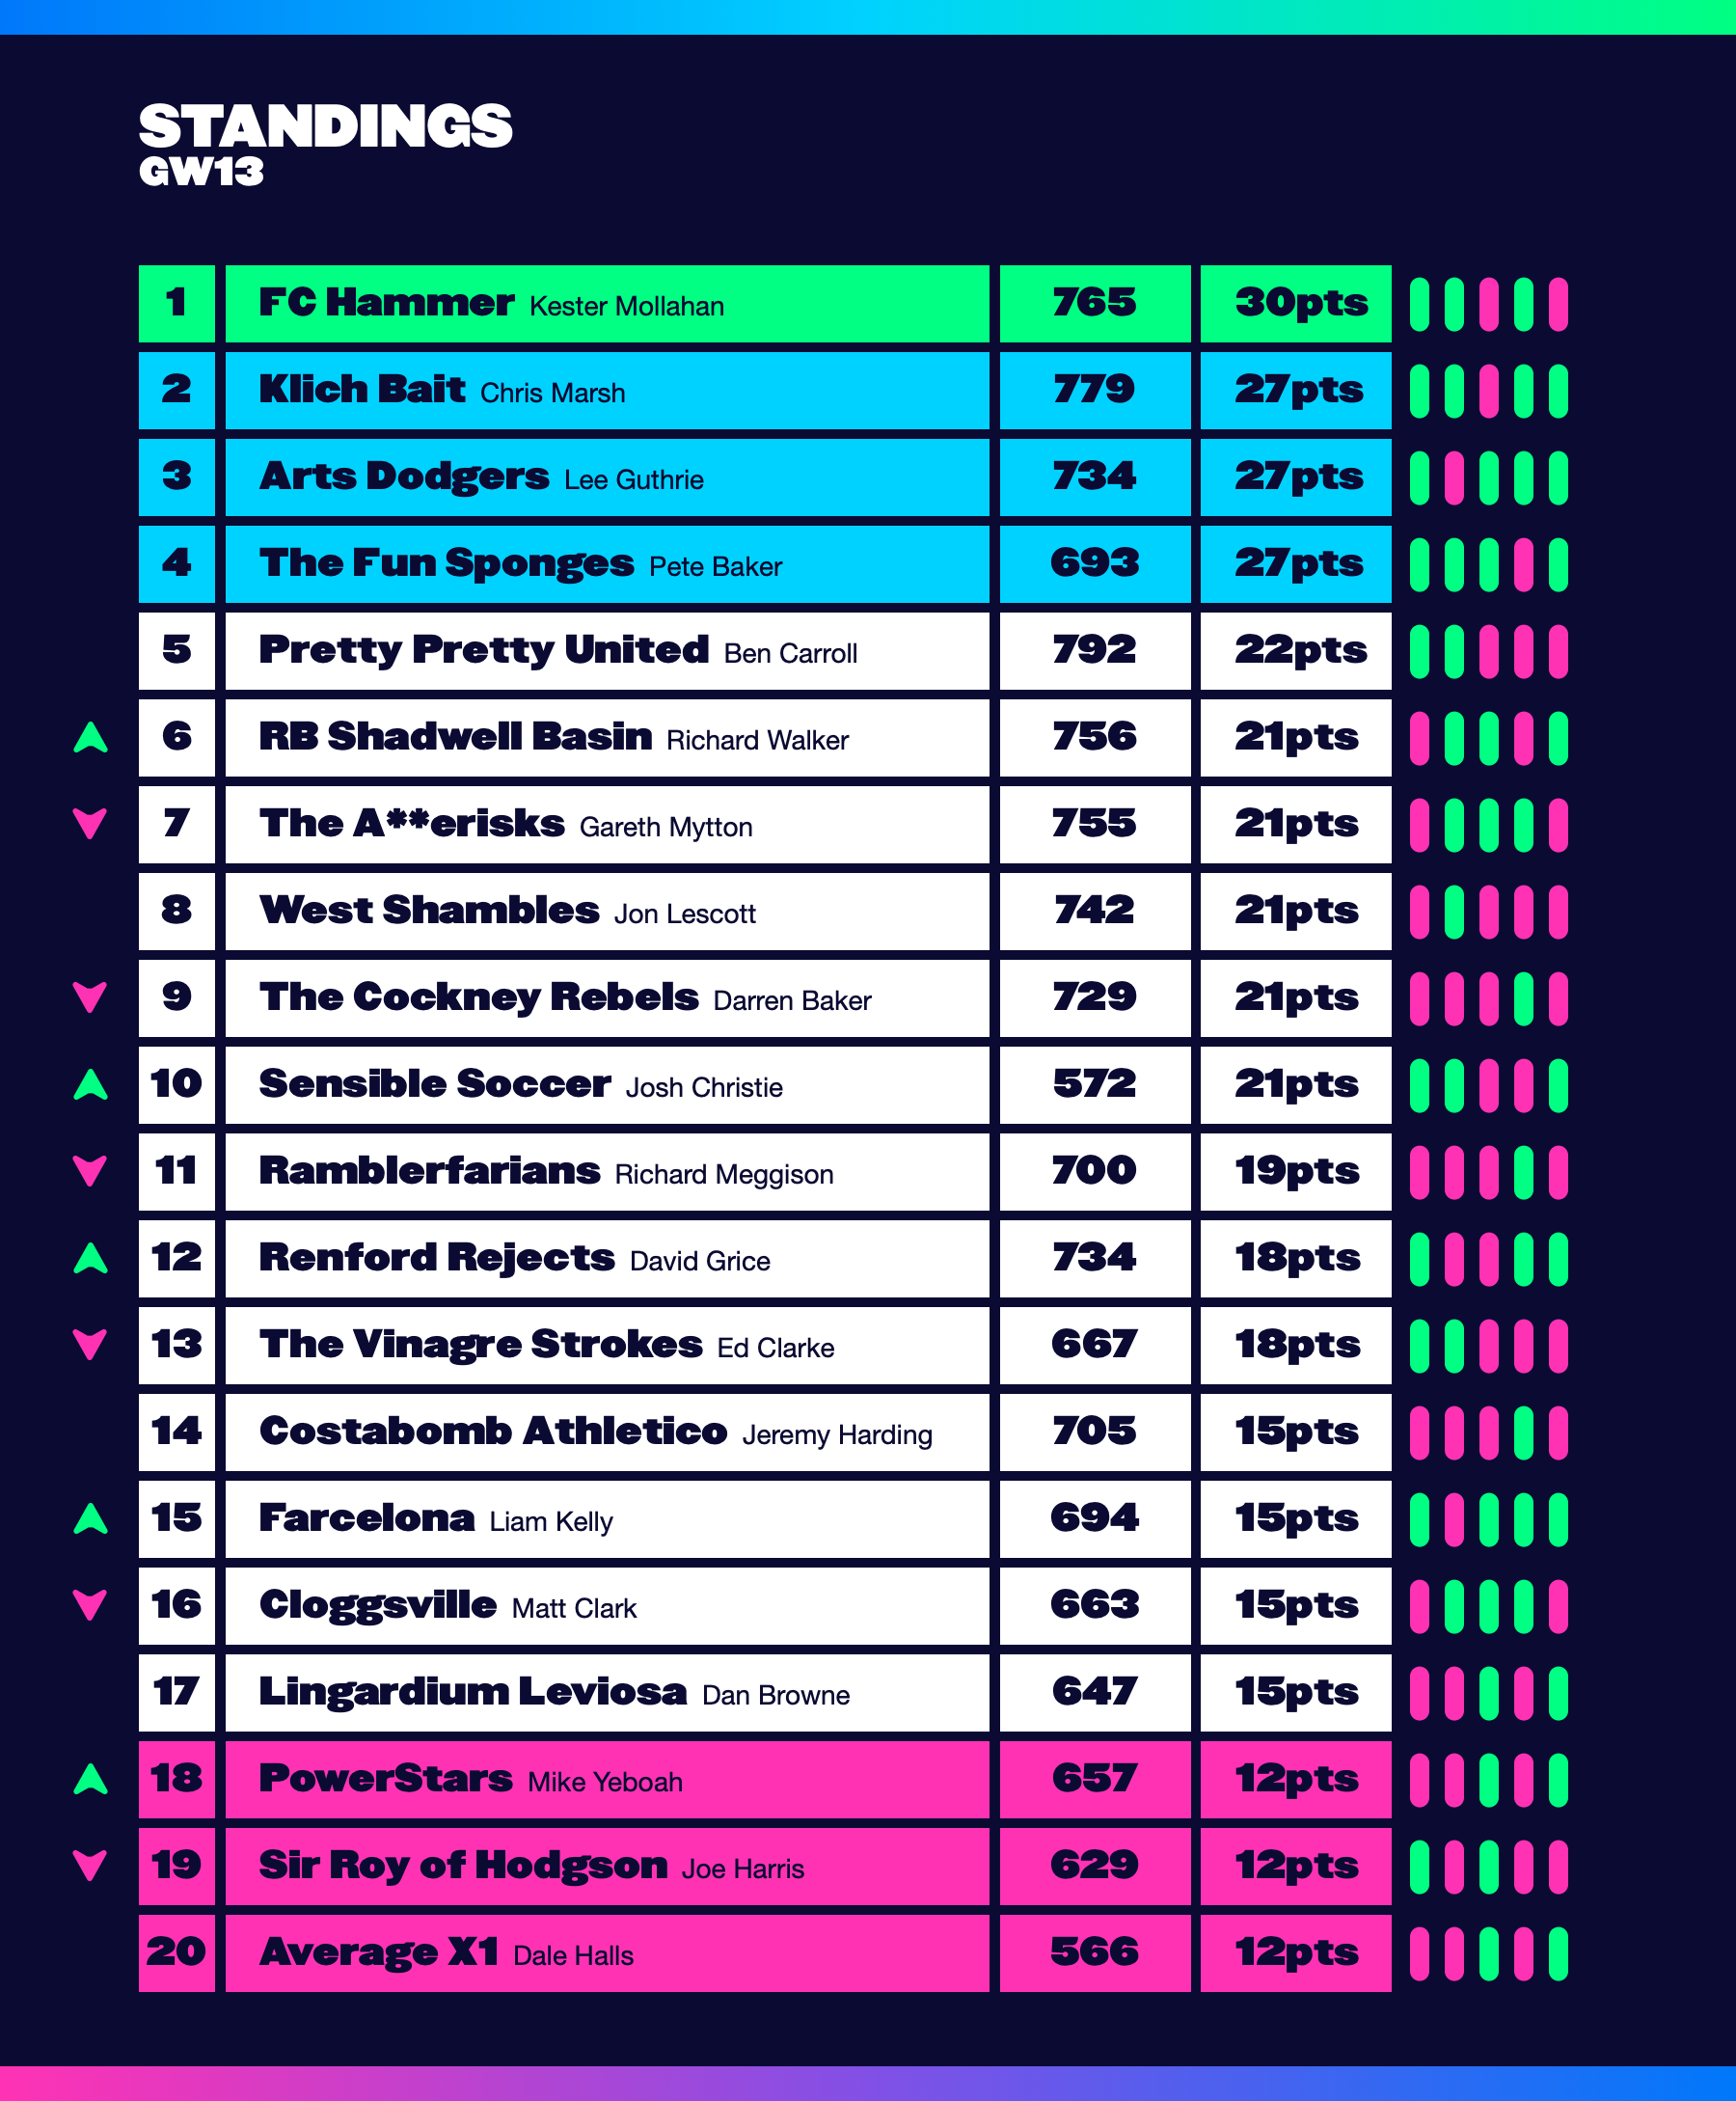 STANDINGS
GW13
1 FC Hammer Kester Mollahan 765 30pts
2 Klich Bait Chris Marsh 779 27pts
3 Arts Dodgers Lee Guthrie 734 27pts
4 The Fun Sponges Pete Baker 693 27pts
5 Pretty Pretty United Ben Carroll 792 22pts
6 RB Shadwell Basin Richard Walker 756 21pts
7 The A**erisks Gareth Mytton 755 21pts
8 West Shambles Jon Lescott 742 21pts
9 The Cockney Rebels Darren Baker 729 21pts
10 Sensible Soccer Josh Christie 572 21pts
11 Ramblerfarians Richard Meggison 700 19pts
12 Renford Rejects David Grice 734 18pts
13 The Vinagre Strokes Ed Clarke 667 18pts
14 Costabomb Athletico Jeremy Harding 705 15pts
15 Farcelona Liam Kelly 694 15pts
16 Cloggsville Matt Clark 663 15pts
17 Lingardium Leviosa Dan Browne 647 15pts
18 PowerStars Mike Yeboah 657 12pts
19 Sir Roy of Hodgson Joe Harris 629 12pts
20 Average X1 Dale Halls 566 12pts